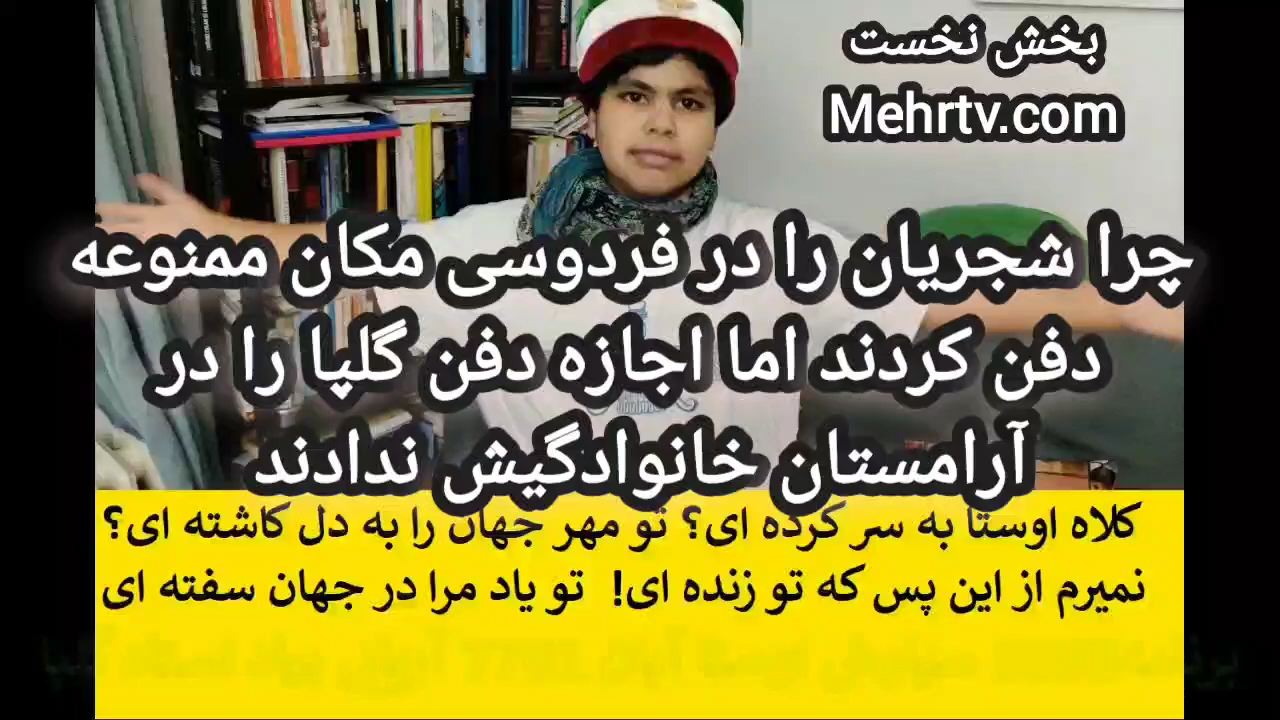 بخش نخست
Mehrtv.com
چرا شجریان را در فردوسی مکان ممنوعه
دفن کردند اما اجازه دفن گلپا را در
آرامستان خانوادگیش ندادند
کلاه اوستا به سر کرده ای؟ تو مهر جهان را به دل کاشته ای؟
نمیرم از این پس که تو زنده ای! تو یاد مرا در جهان سفته ای